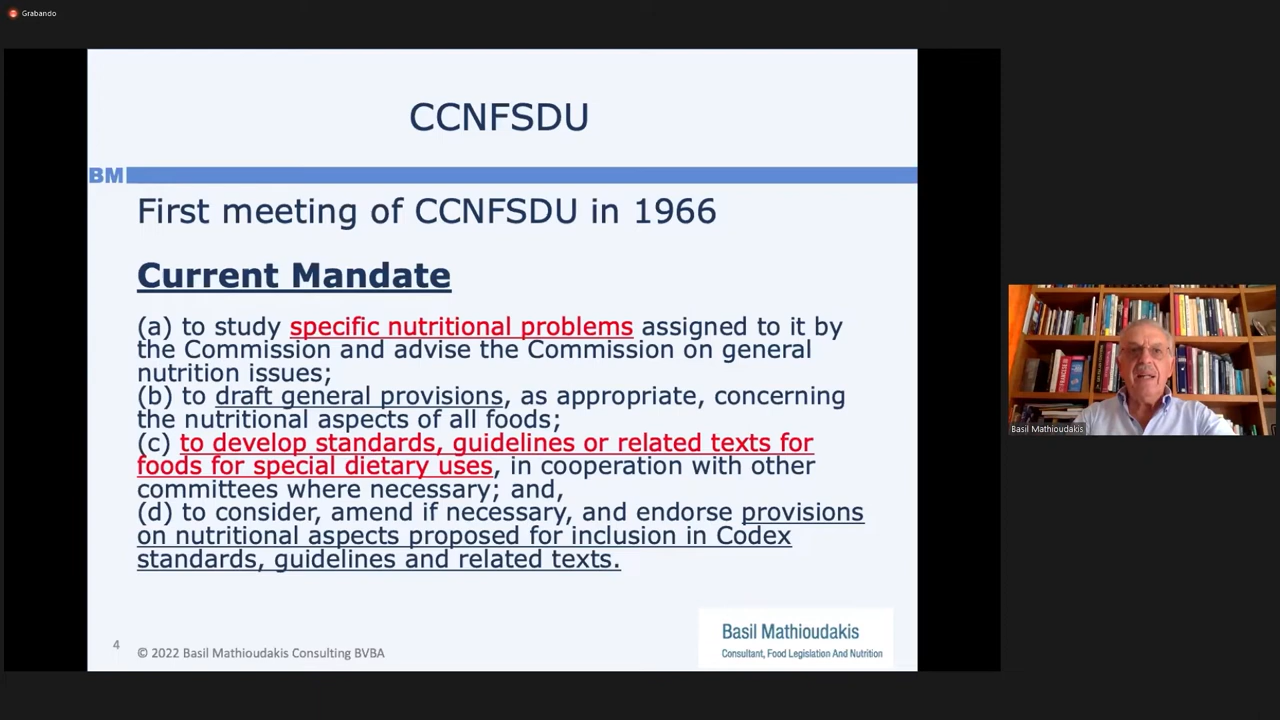 Grabando
CCNFSDU
BM
First meeting of CCNFSDU in 1966
Current Mandate
(a) to study specific nutritional problems assigned to it by
the Commission and advise the Commission on general
nutrition issues;
(b) to draft general provisions, as appropriate, concerning
the nutritional aspects of all foods;
(c) to develop standards, guidelines or related texts for
foods for special dietary uses, in cooperation with other
committees where necessary; and,
(d) to consider, amend if necessary, and endorse provisions
on nutritional aspects proposed for inclusion in Codex
standards, guidelines and related texts.
4
© 2022 Basil Mathioudakis Consulting BVBA
Basil Mathioudakis
Consultant, Food Legislation And Nutrition
Basil Mathioudakis